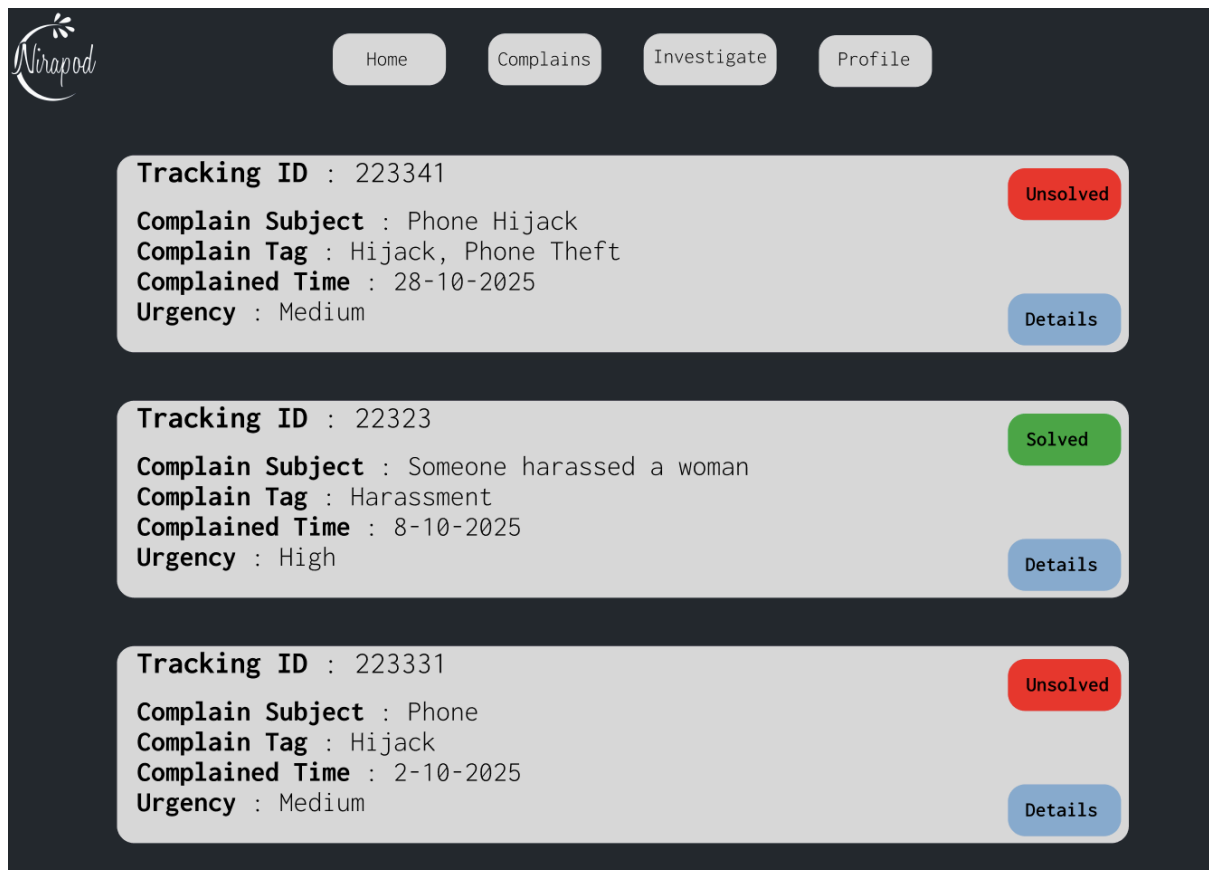 Nirapod
Home
Complains
Investigate
Profile
Tracking ID : 223341
Unsolved
Complain Subject : Phone Hijack
Complain Tag : Hijack, Phone Theft
Complained Time : 28-10-2025
Urgency : Medium
Details
Tracking ID : 22323
Solved
Complain Subject : Someone harassed a woman
Complain Tag : Harassment
Complained Time : 8-10-2025
Urgency : High
Details
Tracking ID : 223331
Unsolved
Complain Subject : Phone
Complain Tag : Hijack
Complained Time : 2-10-2025
Urgency : Medium
Details